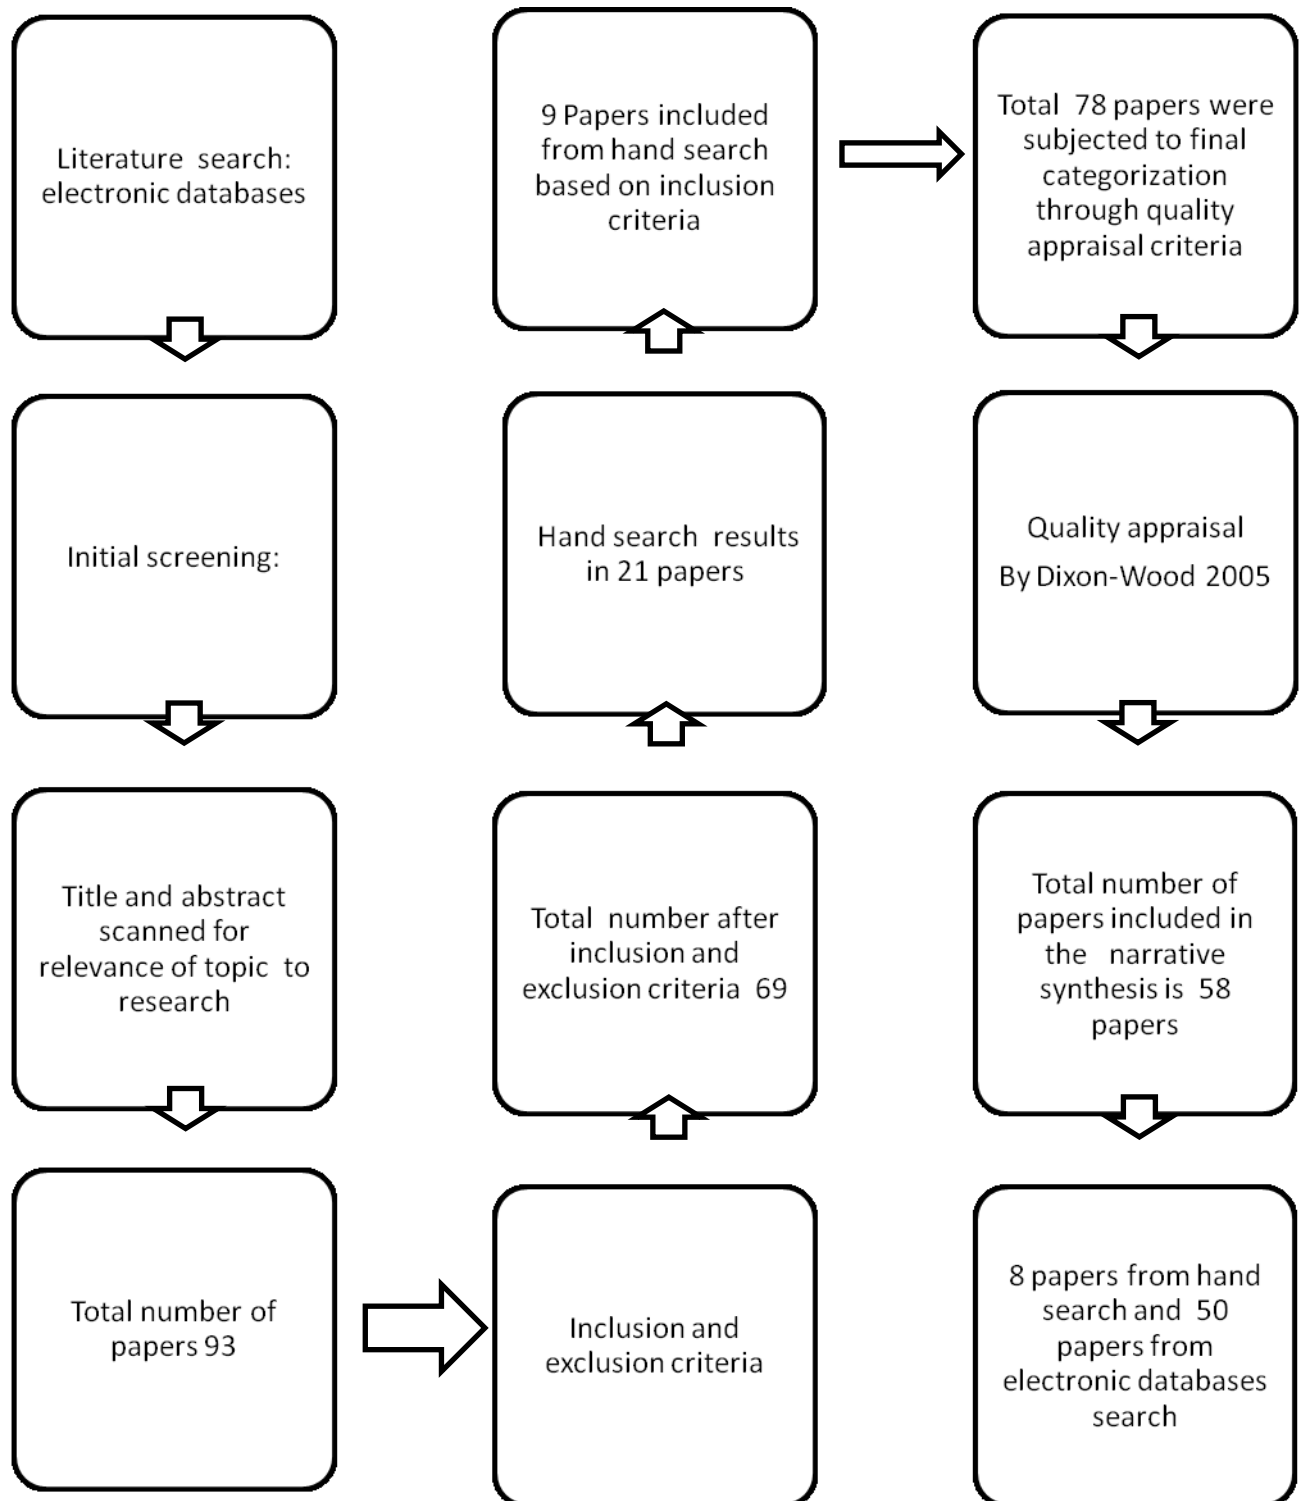 Literature search:
electronic databases
Initial screening:
Title and abstract
scanned for
relevance of topic to
research
Total number of
papers 93
Inclusion and
exclusion criteria
Total number after
inclusion and
exclusion criteria 69
Hand search results
in 21 papers
9 Papers included
from hand search
based on inclusion
criteria
Total 78 papers were
subjected to final
categorization
through quality
appraisal criteria
Quality appraisal
By Dixon-Wood 2005
Total number of
papers included in
the narrative
synthesis is 58
papers
8 papers from hand
search and 50
papers from
electronic databases
search